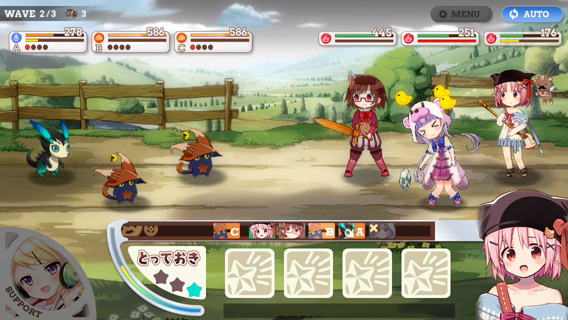 WAVE 2/3 3 MENU AUTO
278 586 586 445 251 176
A B C
C B A
とっておき
SUPPORT